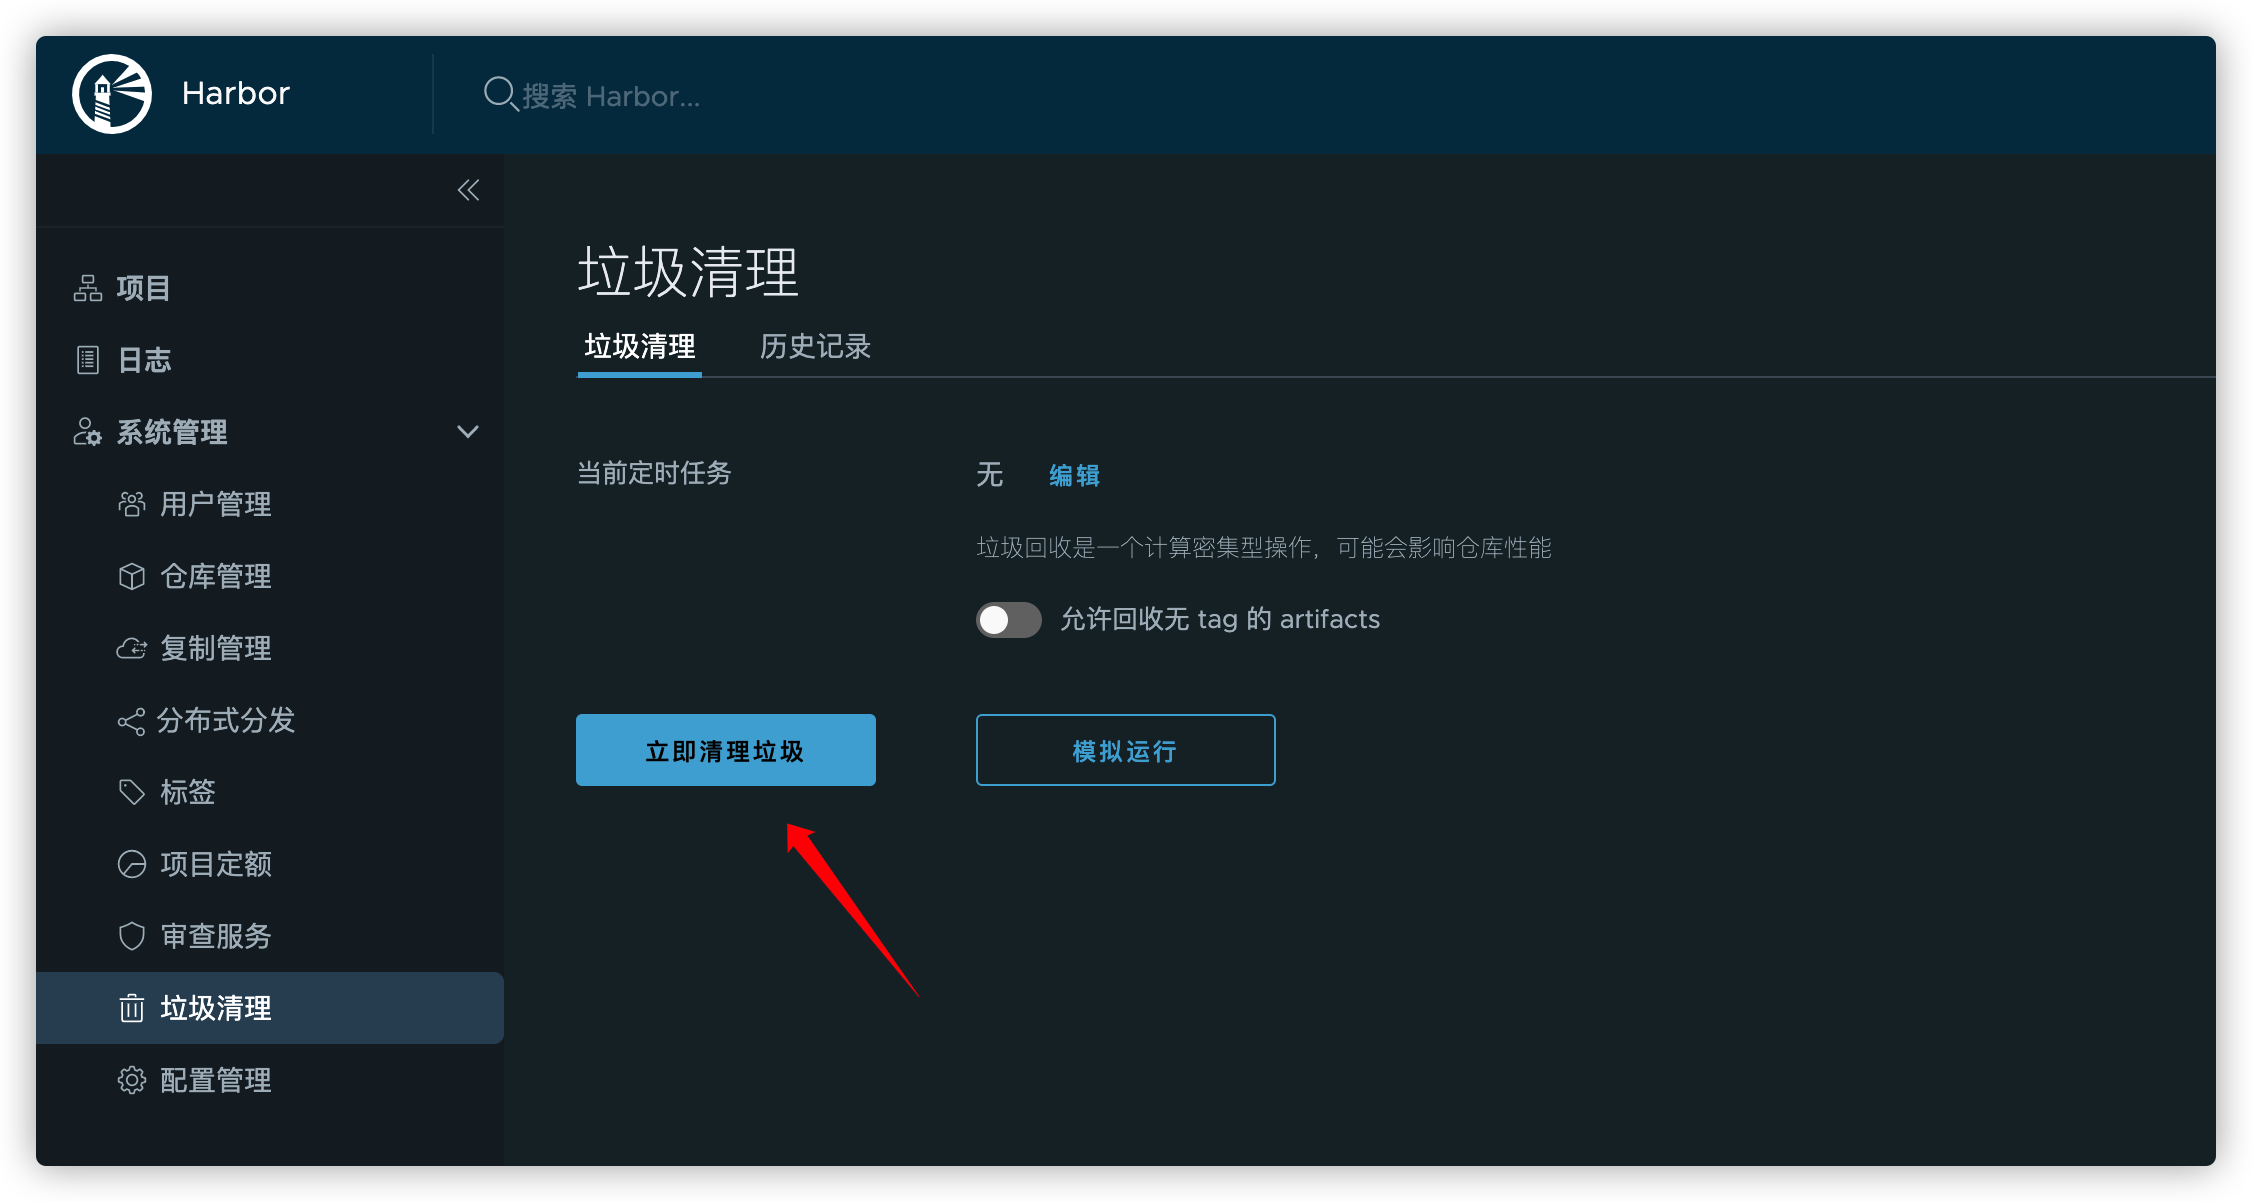 Harbor
搜索 Harbor...
项目
日志
系统管理
用户管理
仓库管理
复制管理
分布式分发
标签
项目定额
审查服务
垃圾清理
配置管理
垃圾清理
垃圾清理 历史记录
当前定时任务 无 编辑
垃圾回收是一个计算密集型操作，可能会影响仓库性能
允许回收无 tag 的 artifacts
立即清理垃圾 模拟运行